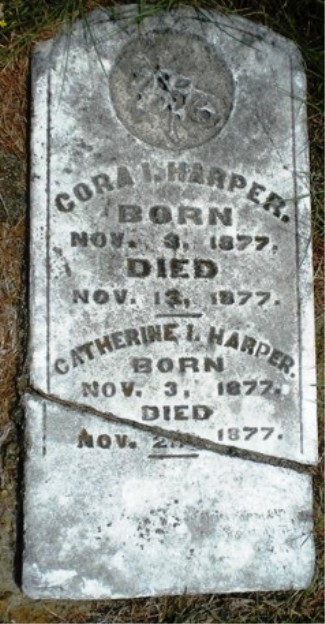 CORA I. HARPER.
BORN
NOV. 3, 1877.
DIED
NOV. 13, 1877.
CATHERINE I. HARPER.
BORN
NOV. 3, 1877.
DIED
NOV. 1877.